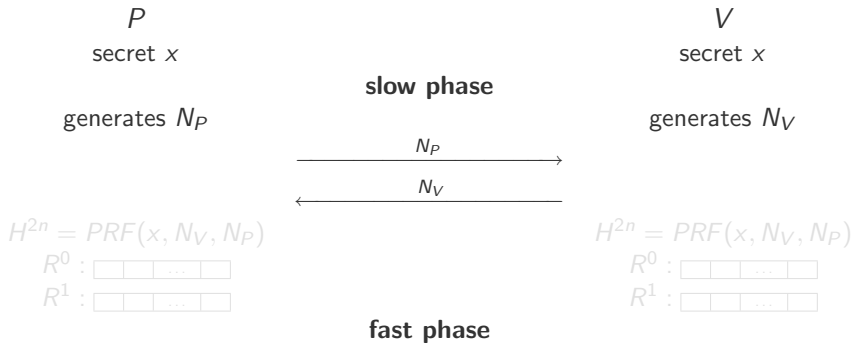 P V
secret x secret x
slow phase
generates N_P generates N_V
N_P
N_V
H^{2n} = PRF(x, N_V, N_P) H^{2n} = PRF(x, N_V, N_P)
R^0 : ... R^0 : ...
R^1 : ... R^1 : ...
fast phase